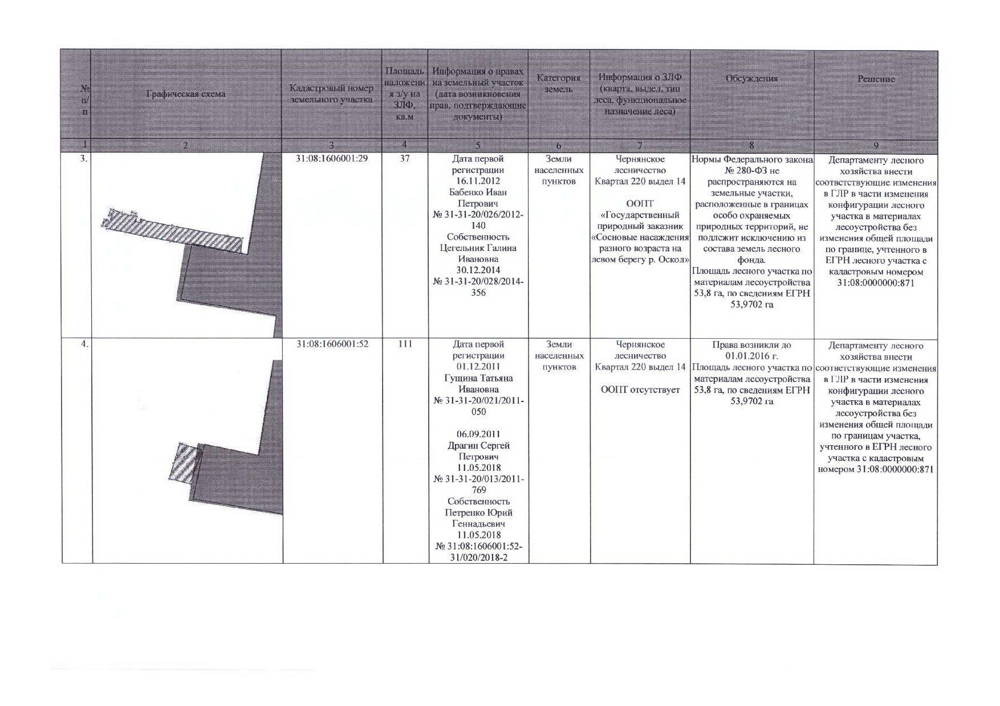 №
п/
п
Графическая схема
Кадастровый номер
земельного участка
Площадь
наложени
я з/у на
ЗЛФ,
кв.м
Информация о правах
на земельный участок
(дата возникновения
прав, подтверждающие
документы)
Категория
земель
Информация о ЗЛФ
(кварта, выдел, тип
леса, функциональное
назначение леса)
Обсуждения
Решение
1
2
3
4
5
6
7
8
9
3.
31:08:1606001:29
37
Дата первой
регистрации
16.11.2012
Бабенко Иван
Петрович
№ 31-31-20/026/2012-
140
Собственность
Цегельник Галина
Ивановна
30.12.2014
№ 31-31-20/028/2014-
356
Земли
населенных
пунктов
Чернянское
лесничество
Квартал 220 выдел 14
ООПТ
«Государственный
природный заказник
«Сосновые насаждения
разного возраста на
левом берегу р. Оскол»
Нормы Федерального закона
№ 280-ФЗ не
распространяются на
земельные участки,
расположенные в границах
особо охраняемых
природных территорий, не
подлежит исключению из
состава земель лесного
фонда.
Площадь лесного участка по
материалам лесоустройства
53,8 га, по сведениям ЕГРН
53,9702 га
Департаменту лесного
хозяйства внести
соответствующие изменения
в ГЛР в части изменения
конфигурации лесного
участка в материалах
лесоустройства без
изменения общей площади
по границе, учтенного в
ЕГРН лесного участка с
кадастровым номером
31:08:0000000:871
4.
31:08:1606001:52
111
Дата первой
регистрации
01.12.2011
Гущина Татьяна
Ивановна
№ 31-31-20/021/2011-
050
06.09.2011
Драгин Сергей
Петрович
11.05.2018
№ 31-31-20/013/2011-
769
Собственность
Петренко Юрий
Геннадьевич
11.05.2018
№ 31:08:1606001:52-
31/020/2018-2
Земли
населенных
пунктов
Чернянское
лесничество
Квартал 220 выдел 14
ООПТ отсутствует
Права возникли до
01.01.2016 г.
Площадь лесного участка по
материалам лесоустройства
53,8 га, по сведениям ЕГРН
53,9702 га
Департаменту лесного
хозяйства внести
соответствующие изменения
в ГЛР в части изменения
конфигурации лесного
участка в материалах
лесоустройства без
изменения общей площади
по границам участка,
учтенного в ЕГРН лесного
участка с кадастровым
номером 31:08:0000000:871